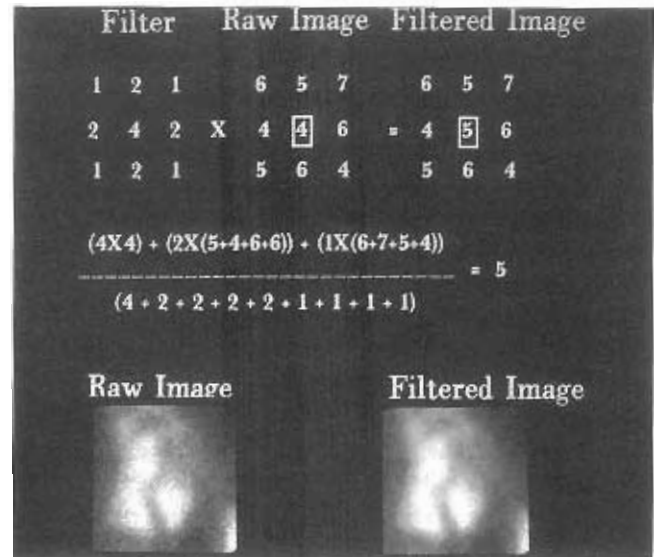 Filter Raw Image Filtered Image
1 2 1 6 5 7 6 5 7
2 4 2 X 4 4 6 = 4 5 6
1 2 1 5 6 4 5 6 4
(4X4) + (2X(5+4+6+6)) + (1X(6+7+5+4))
= 5
(4 + 2 + 2 + 2 + 2 + 1 + 1 + 1 + 1)
Raw Image Filtered Image